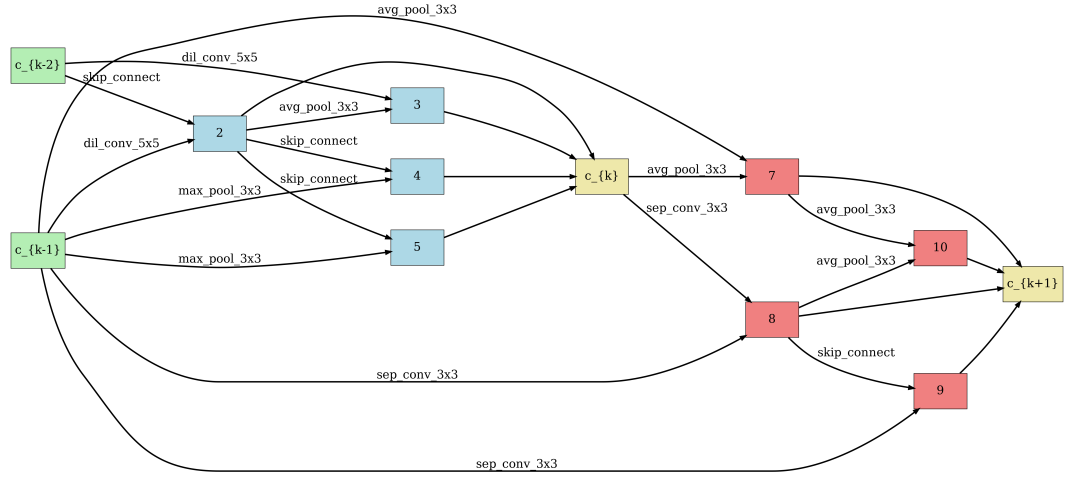 avg_pool_3x3
c_{k-2}
dil_conv_5x5
skip_connect
3
avg_pool_3x3
2
dil_conv_5x5
skip_connect
4
c_{k}
avg_pool_3x3
7
skip_connect
max_pool_3x3
sep_conv_3x3
avg_pool_3x3
c_{k-1}
5
10
max_pool_3x3
avg_pool_3x3
c_{k+1}
8
skip_connect
sep_conv_3x3
9
sep_conv_3x3